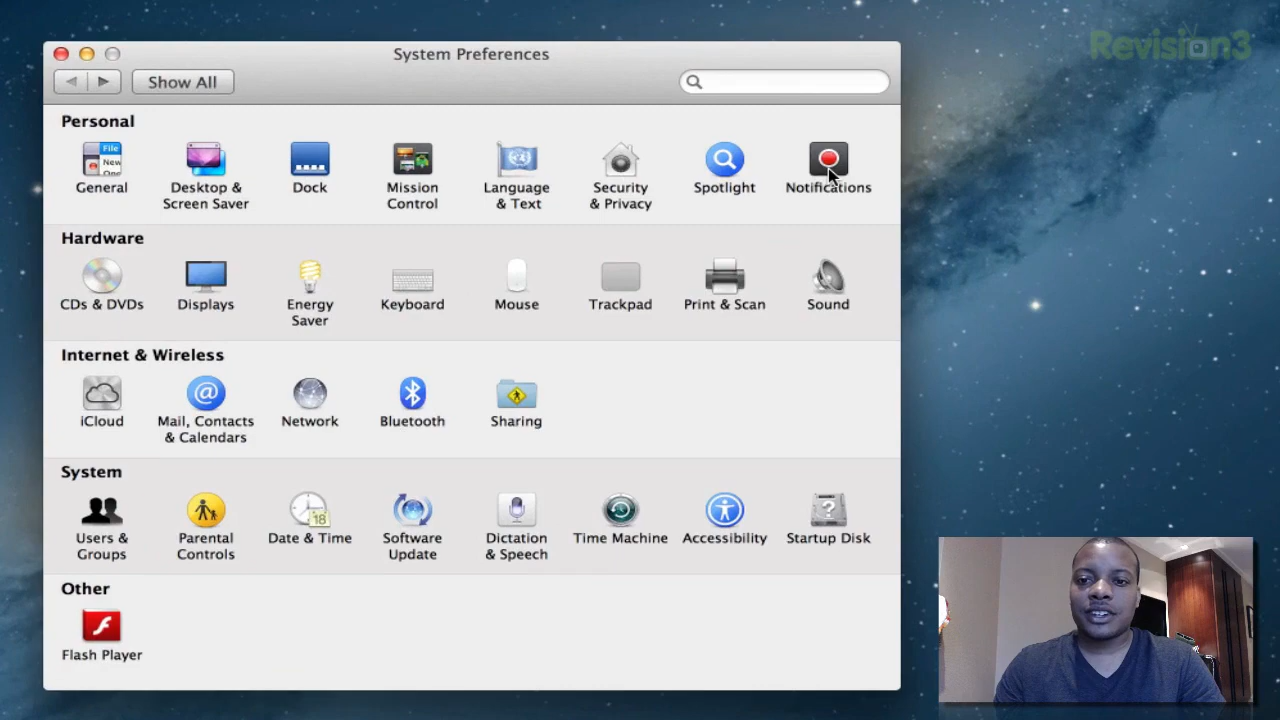 Revision3
System Preferences
Show All
Personal
File
New
General
Desktop &
Screen Saver
Dock
Mission
Control
Language
& Text
Security
& Privacy
Spotlight
Notifications
Hardware
CDs & DVDs
Displays
Energy
Saver
Keyboard
Mouse
Trackpad
Print & Scan
Sound
Internet & Wireless
iCloud
@
Mail, Contacts
& Calendars
Network
Bluetooth
Sharing
System
Users &
Groups
Parental
Controls
18
Date & Time
Software
Update
Dictation
& Speech
Time Machine
Accessibility
?
Startup Disk
Other
Flash Player